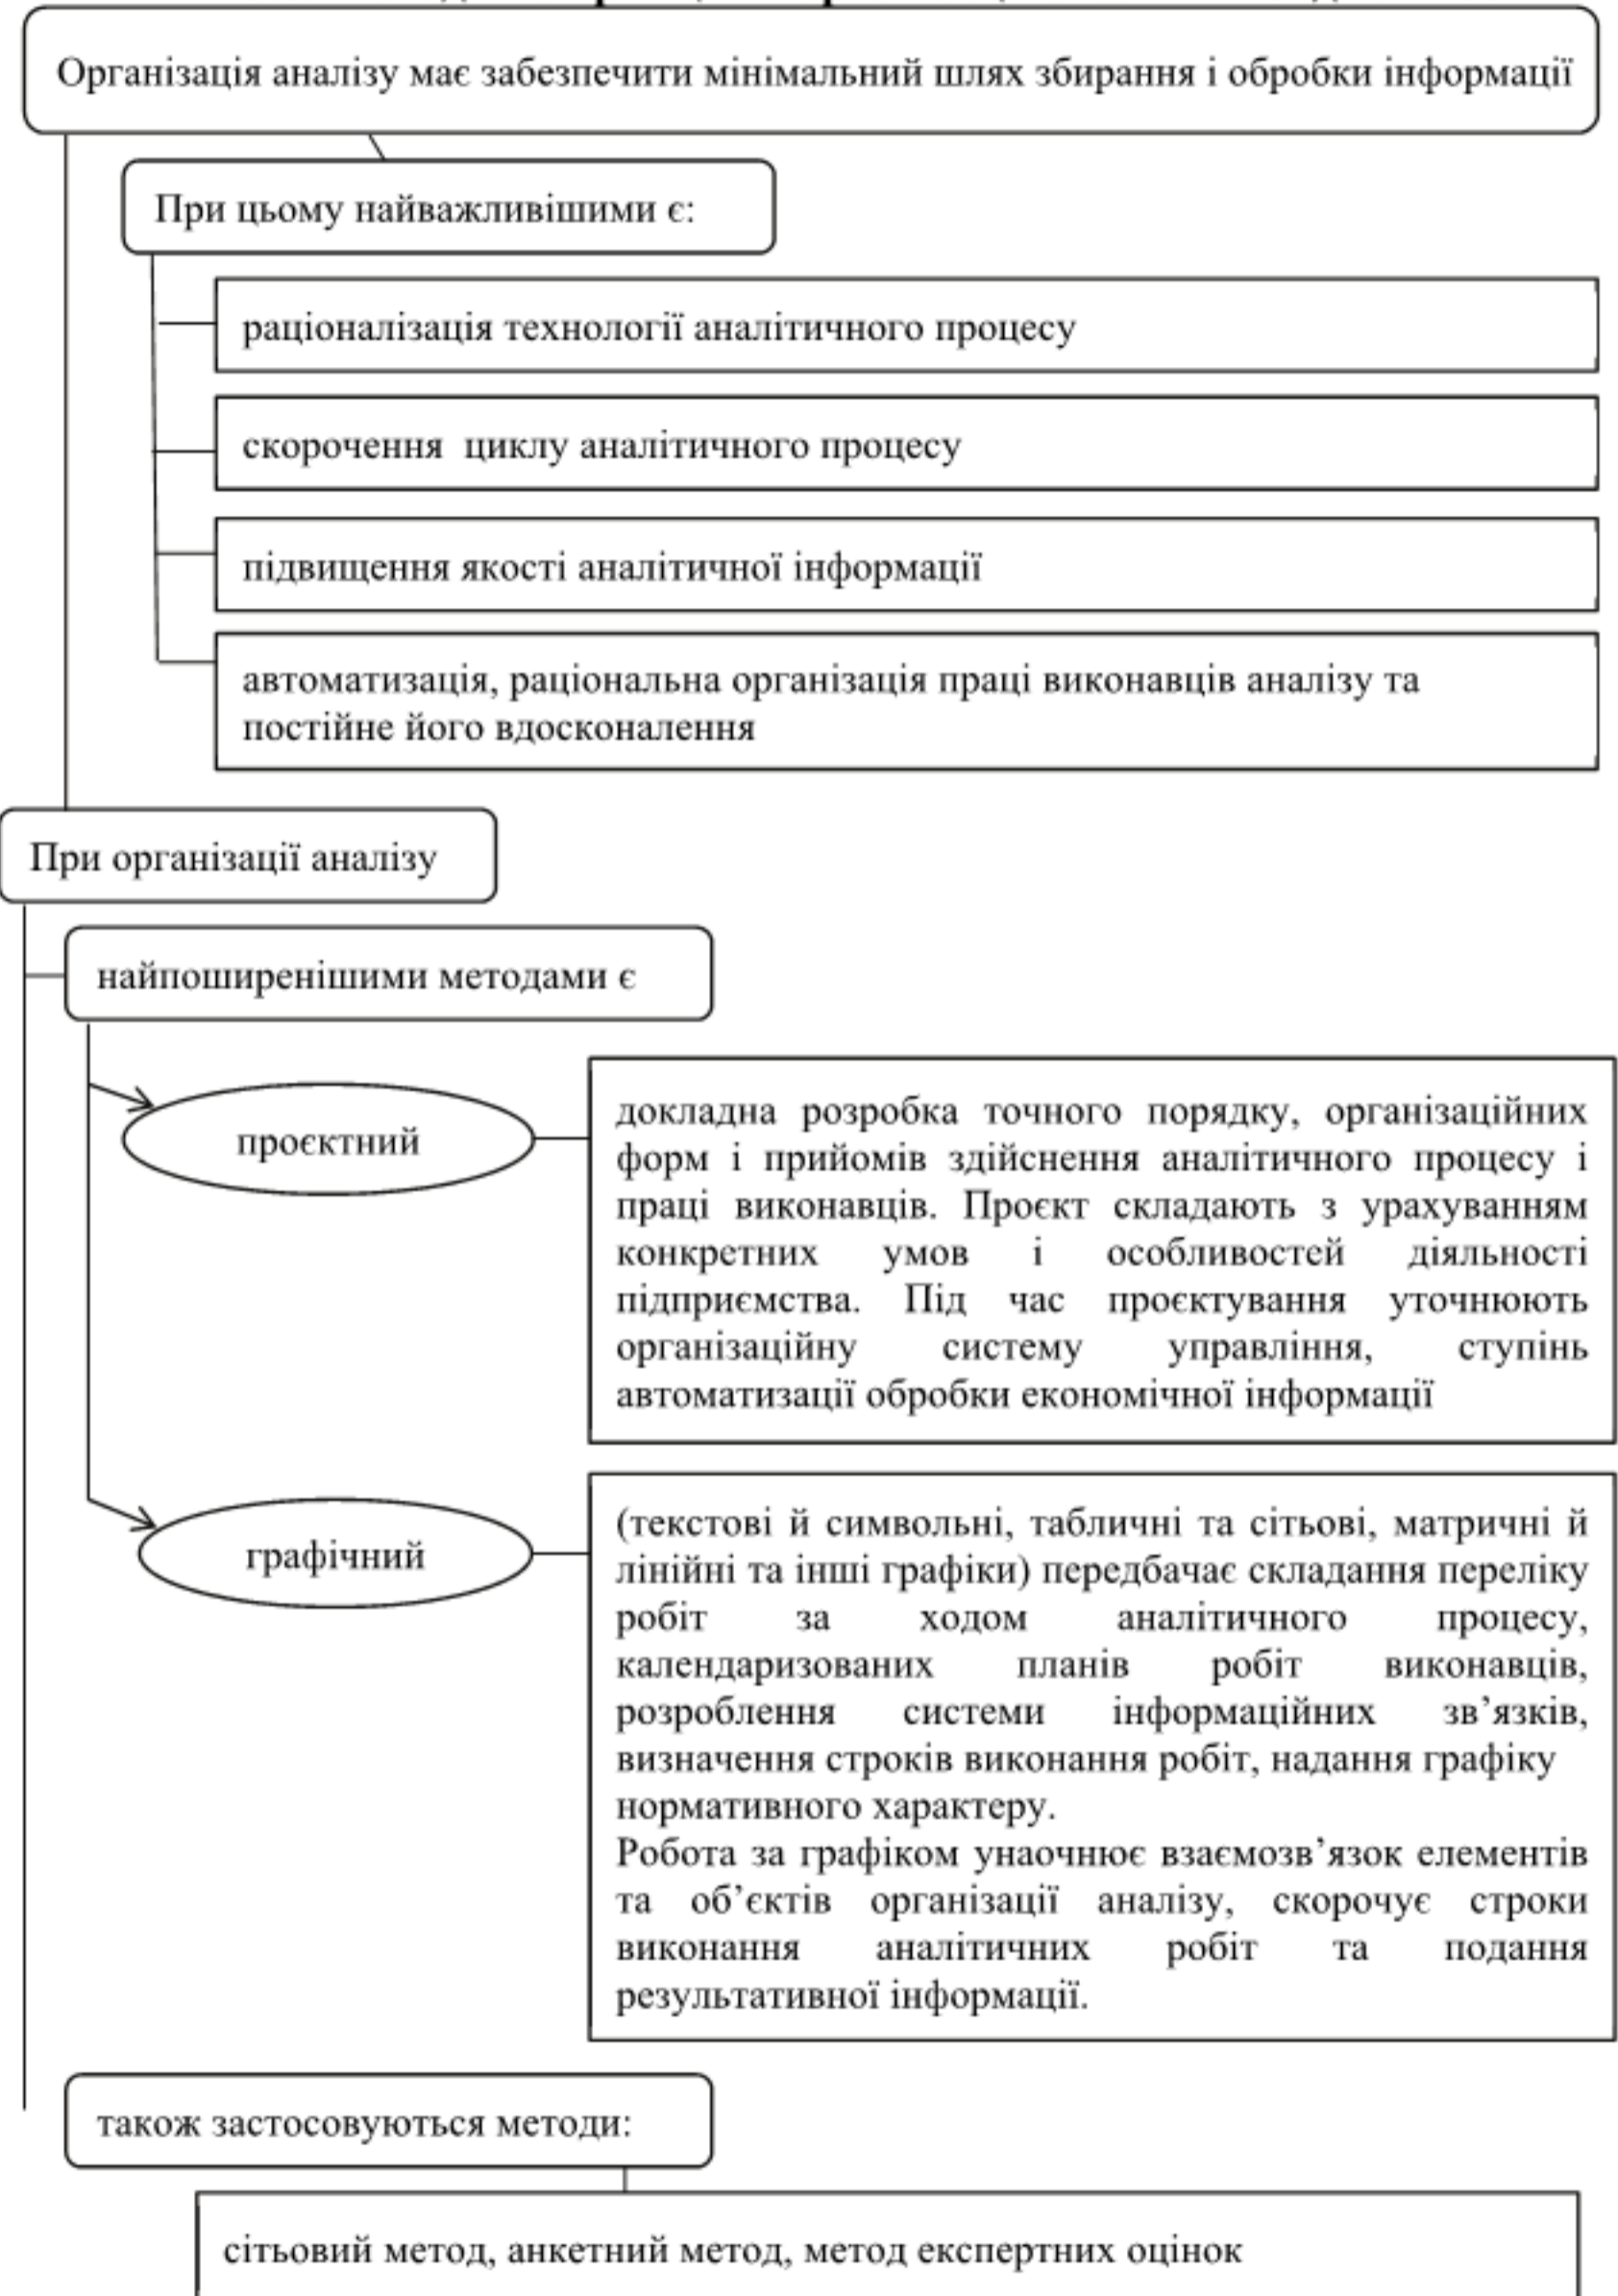 Організація аналізу має забезпечити мінімальний шлях збирання і обробки інформації
При цьому найважливішими є:
раціоналізація технології аналітичного процесу
скорочення циклу аналітичного процесу
підвищення якості аналітичної інформації
автоматизація, раціональна організація праці виконавців аналізу та
постійне його вдосконалення
При організації аналізу
найпоширенішими методами є
проєктний
докладна розробка точного порядку, організаційних
форм і прийомів здійснення аналітичного процесу і
праці виконавців. Проєкт складають з урахуванням
конкретних умов і особливостей діяльності
підприємства. Під час проєктування уточнюють
організаційну систему управління, ступінь
автоматизації обробки економічної інформації
графічний
(текстові й символьні, табличні та сітьові, матричні й
лінійні та інші графіки) передбачає складання переліку
робіт за ходом аналітичного процесу,
календаризованих планів робіт виконавців,
розроблення системи інформаційних зв’язків,
визначення строків виконання робіт, надання графіку
нормативного характеру.
Робота за графіком унаочнює взаємозв’язок елементів
та об’єктів організації аналізу, скорочує строки
виконання аналітичних робіт та подання
результативної інформації.
також застосовуються методи:
сітьовий метод, анкетний метод, метод експертних оцінок